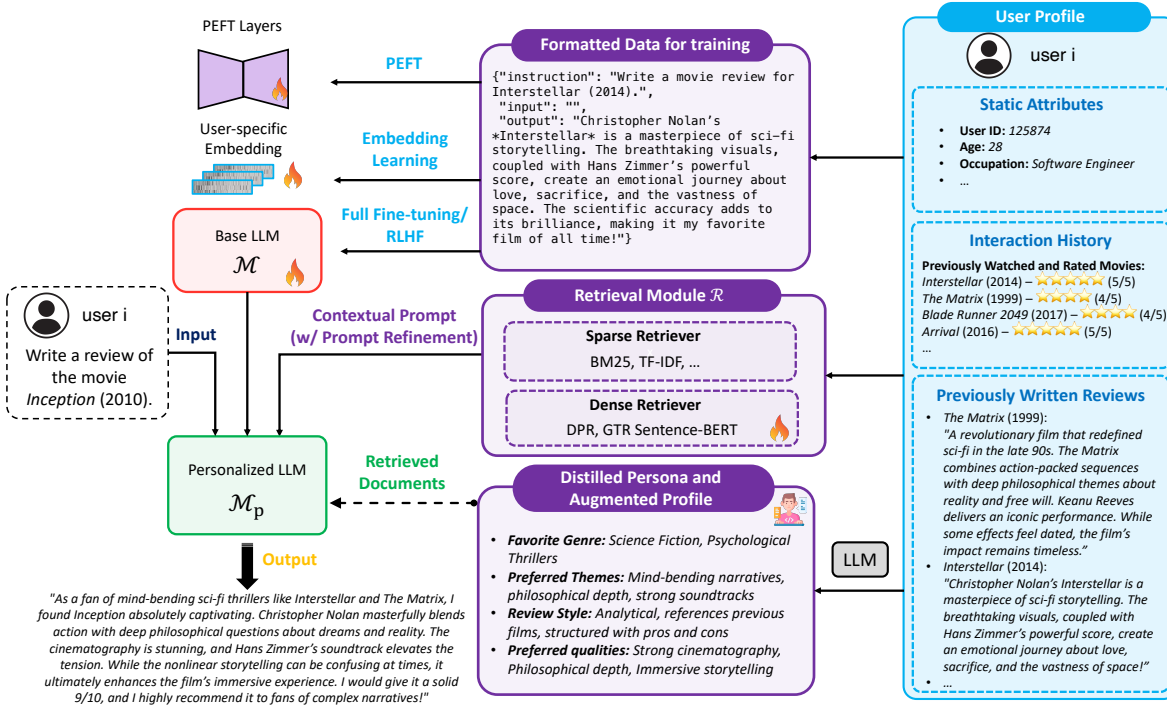 PEFT Layers
User-specific
Embedding
Base LLM
ℳ
PEFT
Embedding
Learning
Full Fine-tuning/
RLHF
Formatted Data for training
{"instruction": "Write a movie review for
Interstellar (2014).",
"input": "",
"output": "Christopher Nolan's
*Interstellar* is a masterpiece of sci-fi
storytelling. The breathtaking visuals,
coupled with Hans Zimmer's powerful
score, create an emotional journey about
love, sacrifice, and the vastness of
space. The scientific accuracy adds to
its brilliance, making it my favorite
film of all time!"}
user i
Write a review of
the movie
Inception (2010).
Input
Contextual Prompt
(w/ Prompt Refinement)
Retrieval Module ℛ
Sparse Retriever
BM25, TF-IDF, …
Dense Retriever
DPR, GTR Sentence-BERT
Personalized LLM
ℳp
Retrieved
Documents
Output
Distilled Persona and
Augmented Profile
• Favorite Genre: Science Fiction, Psychological
Thrillers
• Preferred Themes: Mind-bending narratives,
philosophical depth, strong soundtracks
• Review Style: Analytical, references previous
films, structured with pros and cons
• Preferred qualities: Strong cinematography,
Philosophical depth, Immersive storytelling
LLM
"As a fan of mind-bending sci-fi thrillers like Interstellar and The Matrix, I
found Inception absolutely captivating. Christopher Nolan masterfully blends
action with deep philosophical questions about dreams and reality. The
cinematography is stunning, and Hans Zimmer's soundtrack elevates the
tension. While the nonlinear storytelling can be confusing at times, it
ultimately enhances the film's immersive experience. I would give it a solid
9/10, and I highly recommend it to fans of complex narratives!"
User Profile
user i
Static Attributes
• User ID: 125874
• Age: 28
• Occupation: Software Engineer
• …
Interaction History
Previously Watched and Rated Movies:
Interstellar (2014) – ⭐⭐⭐⭐⭐ (5/5)
The Matrix (1999) – ⭐⭐⭐⭐ (4/5)
Blade Runner 2049 (2017) – ⭐⭐⭐⭐ (4/5)
Arrival (2016) – ⭐⭐⭐⭐⭐ (5/5)
…
Previously Written Reviews
• The Matrix (1999):
"A revolutionary film that redefined
sci-fi in the late 90s. The Matrix
combines action-packed sequences
with deep philosophical themes about
reality and free will. Keanu Reeves
delivers an iconic performance. While
some effects feel dated, the film's
impact remains timeless."
• Interstellar (2014):
"Christopher Nolan's Interstellar is a
masterpiece of sci-fi storytelling. The
breathtaking visuals, coupled with
Hans Zimmer's powerful score, create
an emotional journey about love,
sacrifice, and the vastness of space!"
• …